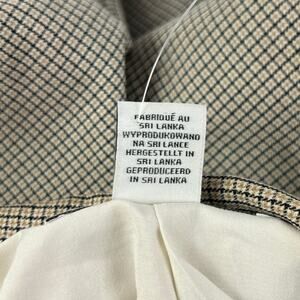 FABRIQUÉ AU
SRI LANKA
WYPRODUKOWANO
NA SRI LANCE
HERGESTELLT IN
SRI LANKA
GEPRODUCEERD
IN SRI LANKA